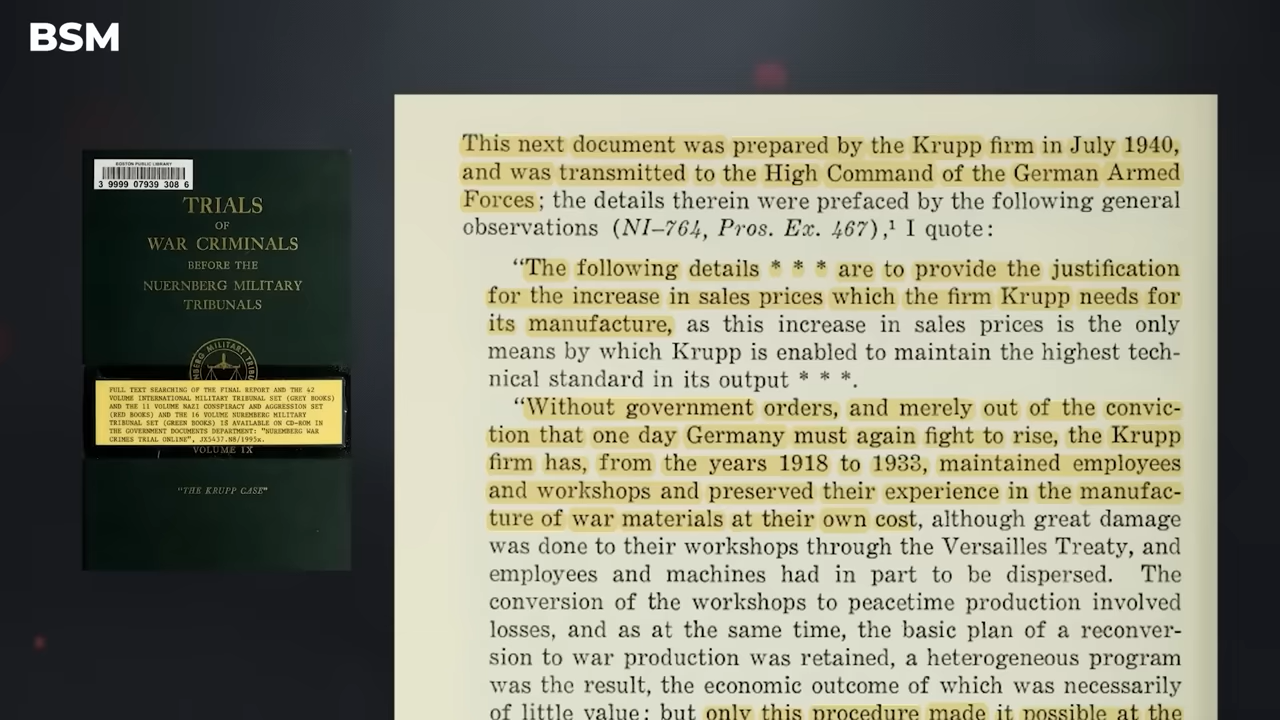 BSM
BOSTON PUBLIC LIBRARY
3 9999 07939 308 6
TRIALS
OF
WAR CRIMINALS
BEFORE THE
NUERNBERG MILITARY
TRIBUNALS
FULL TEXT SEARCHING OF THE FINAL REPORT AND THE 42
VOLUME INTERNATIONAL MILITARY TRIBUNAL SET (GREY BOOKS)
AND THE 11 VOLUME NAZI CONSPIRACY AND AGGRESSION SET
(RED BOOKS) AND THE 16 VOLUME NUREMBERG MILITARY
TRIBUNAL SET (GREEN BOOKS) IS AVAILABLE ON CD-ROM IN
THE GOVERNMENT DOCUMENTS DEPARTMENT: "NUREMBERG WAR
CRIMES TRIAL ONLINE", JX5437.N8/1995x.
VOLUME IX
"THE KRUPP CASE"
This next document was prepared by the Krupp firm in July 1940,
and was transmitted to the High Command of the German Armed
Forces; the details therein were prefaced by the following general
observations (NI–764, Pros. Ex. 467),¹ I quote:
“The following details * * * are to provide the justification
for the increase in sales prices which the firm Krupp needs for
its manufacture, as this increase in sales prices is the only
means by which Krupp is enabled to maintain the highest tech-
nical standard in its output * * *.
“Without government orders, and merely out of the convic-
tion that one day Germany must again fight to rise, the Krupp
firm has, from the years 1918 to 1933, maintained employees
and workshops and preserved their experience in the manufac-
ture of war materials at their own cost, although great damage
was done to their workshops through the Versailles Treaty, and
employees and machines had in part to be dispersed. The
conversion of the workshops to peacetime production involved
losses, and as at the same time, the basic plan of a reconver-
sion to war production was retained, a heterogeneous program
was the result, the economic outcome of which was necessarily
of little value; but only this procedure made it possible at the